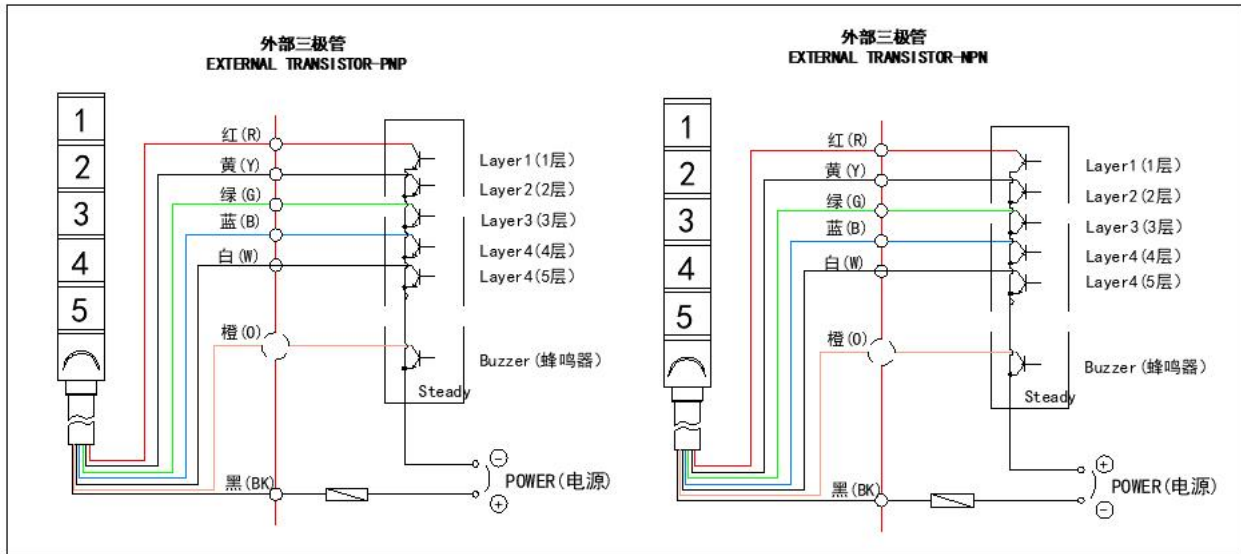 外部三极管
EXTERNAL TRANSISTOR-PNP
1
2
3
4
5
红(R)
黄(Y)
绿(G)
蓝(B)
白(W)
橙(O)
黑(BK)
Layer1(1层)
Layer2(2层)
Layer3(3层)
Layer4(4层)
Layer4(5层)
Buzzer(蜂鸣器)
Steady
POWER(电源)
外部三极管
EXTERNAL TRANSISTOR-NPN
1
2
3
4
5
红(R)
黄(Y)
绿(G)
蓝(B)
白(W)
橙(O)
黑(BK)
Layer1(1层)
Layer2(2层)
Layer3(3层)
Layer4(4层)
Layer4(5层)
Buzzer(蜂鸣器)
Steady
POWER(电源)